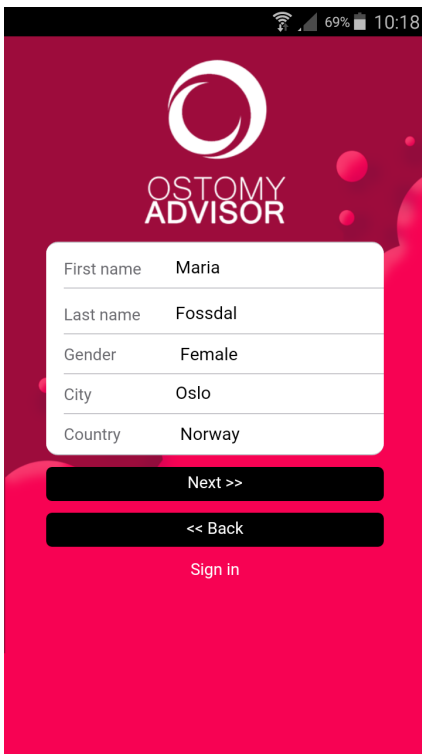 69% 10:18
OSTOMY
ADVISOR
First name Maria
Last name Fossdal
Gender Female
City Oslo
Country Norway
Next >>
<< Back
Sign in